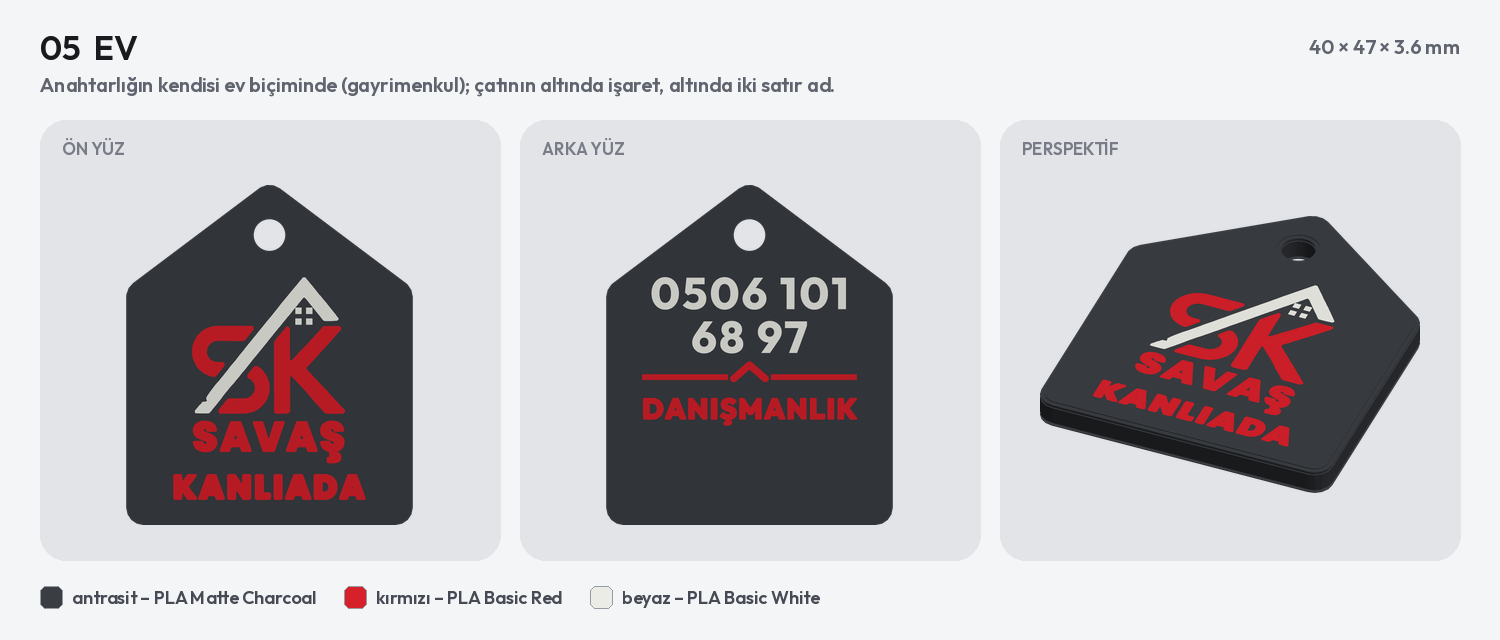 05 EV
40 × 47 × 3.6 mm
Anahtarlığın kendisi ev biçiminde (gayrimenkul); çatının altında işaret, altında iki satır ad.
ÖN YÜZ
SK
SAVAŞ
KANLIADA
ARKA YÜZ
0506 101
68 97
DANIŞMANLIK
PERSPEKTİF
SK
SAVAŞ
KANLIADA
antrasit – PLA Matte Charcoal
kırmızı – PLA Basic Red
beyaz – PLA Basic White